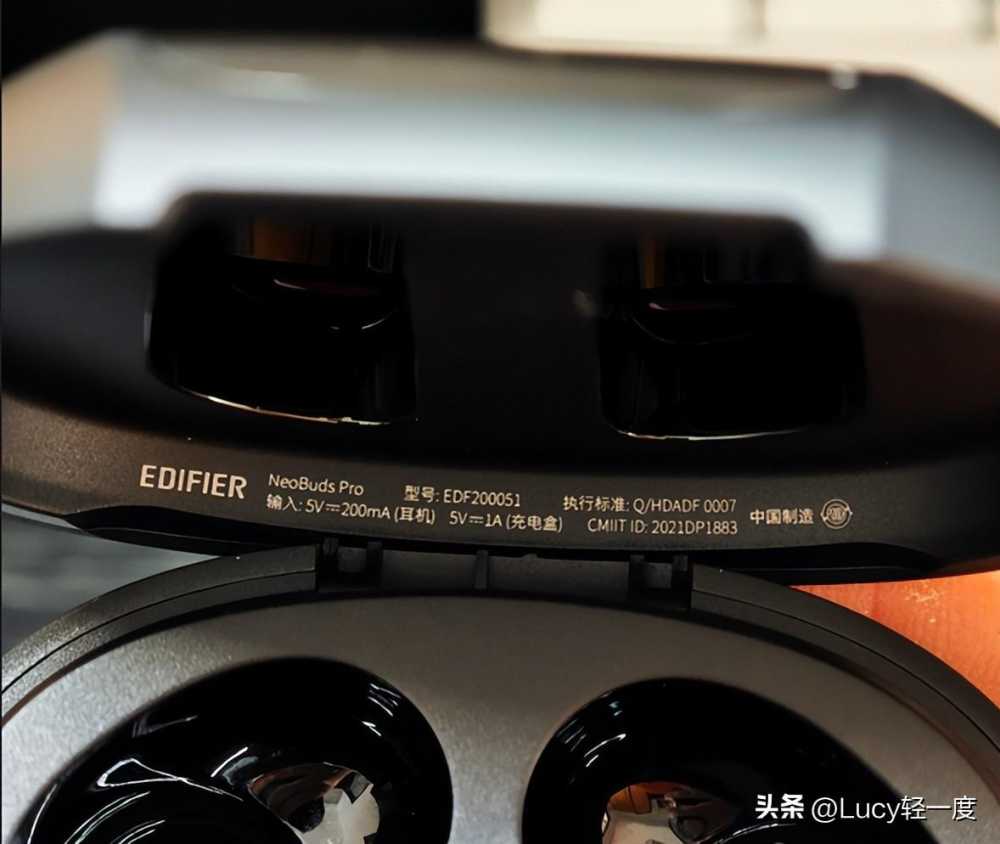 EDIFIER
NeoBuds Pro 型号: EDF200051 执行标准: Q/HDADF 0007
输入: 5V⎓200mA (耳机) 5V⎓1A (充电盒) CMIIT ID: 2021DP1883
中国制造
头条 @Lucy轻一度